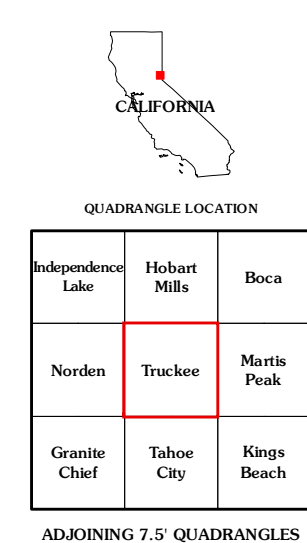 CALIFORNIA
QUADRANGLE LOCATION
Independence
Lake
Hobart
Mills
Boca
Norden
Truckee
Martis
Peak
Granite
Chief
Tahoe
City
Kings
Beach
ADJOINING 7.5' QUADRANGLES